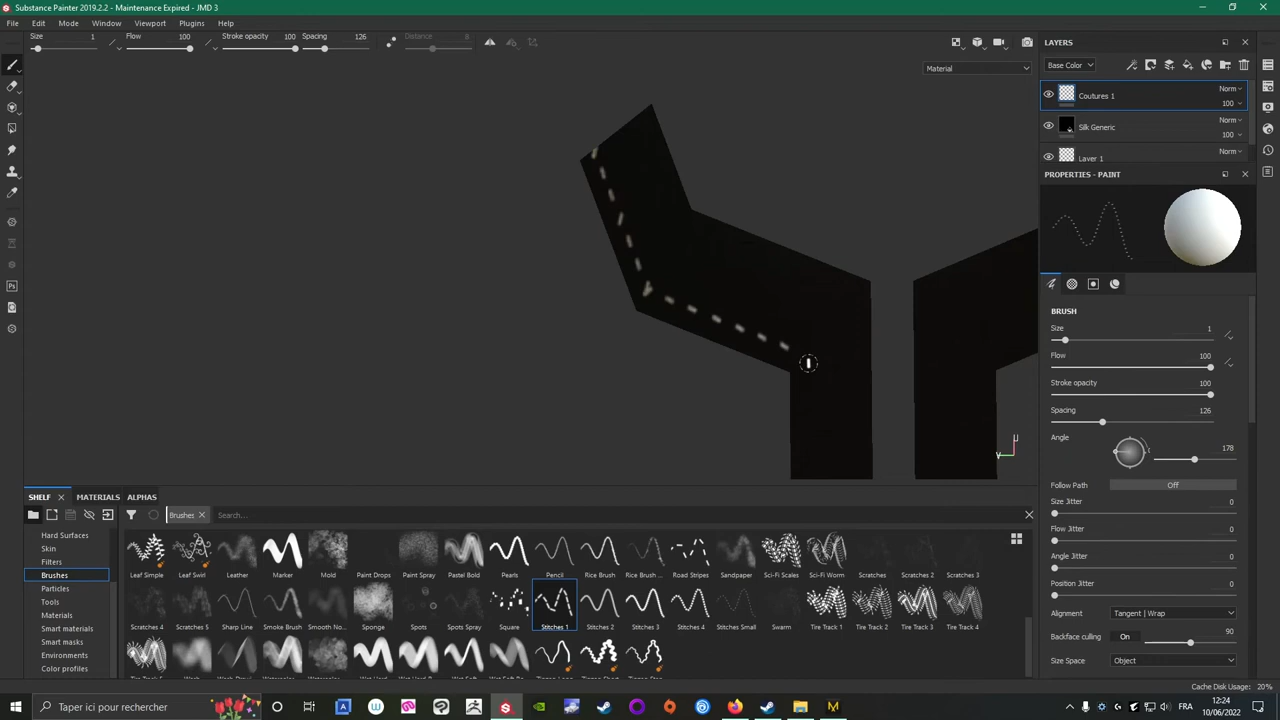 Substance Painter 2019.2.2 - Maintenance Expired - JMD 3
File Edit Mode Window Viewport Plugins Help
Size 1 Flow 100 Stroke opacity 100 Spacing 126 Distance 8
Material
LAYERS
Base Color
Norm
Coutures 1
100
Norm
Silk Generic
100
Norm
Layer 1
PROPERTIES - PAINT
BRUSH
Size 1
Flow 100
Stroke opacity 100
Spacing 126
Angle
178
Follow Path Off
Size Jitter 0
Flow Jitter 0
Angle Jitter 0
Position Jitter 0
Alignment Tangent | Wrap
Backface culling On 90
Size Space Object
SHELF MATERIALS ALPHAS
Brushes Search...
Hard Surfaces
Skin
Filters
Brushes
Particles
Tools
Materials
Smart materials
Smart masks
Environments
Color profiles
Leaf Simple Leaf Swirl Leather Marker Mold Paint Drops Paint Spray Pastel Bold Pearls Pencil Rice Brush Rice Brush ... Road Stripes Sandpaper Sci-Fi Scales Sci-Fi Worm Scratches Scratches 2 Scratches 3
Scratches 4 Scratches 5 Sharp Line Smoke Brush Smooth No... Sponge Spots Spots Spray Square Stitches 1 Stitches 2 Stitches 3 Stitches 4 Stitches Small Swarm Tire Track 1 Tire Track 2 Tire Track 3 Tire Track 4
Cache Disk Usage: 20%
Taper ici pour rechercher
FR
12:44
10/06/2022